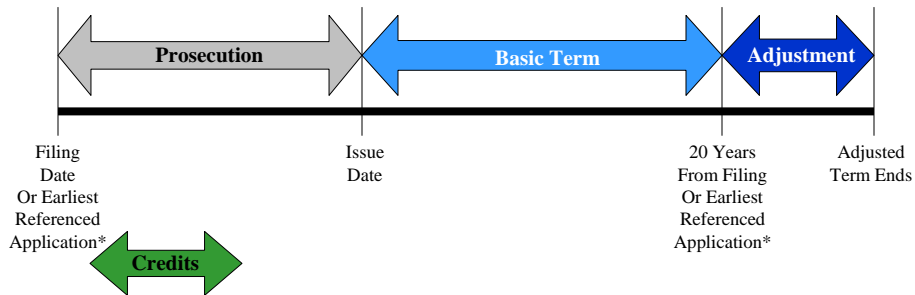 Prosecution
Basic Term
Adjustment
Filing
Date
Or Earliest
Referenced
Application*
Issue
Date
20 Years
From Filing
Or Earliest
Referenced
Application*
Adjusted
Term Ends
Credits